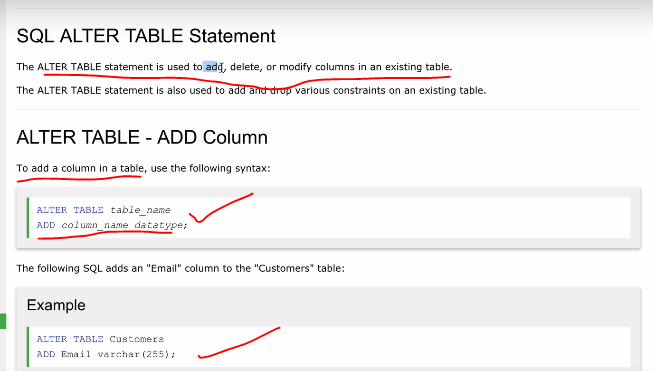 SQL ALTER TABLE Statement
The ALTER TABLE statement is used to add, delete, or modify columns in an existing table.
The ALTER TABLE statement is also used to add and drop various constraints on an existing table.
ALTER TABLE - ADD Column
To add a column in a table, use the following syntax:
ALTER TABLE table_name
ADD column_name datatype;
The following SQL adds an "Email" column to the "Customers" table:
Example
ALTER TABLE Customers
ADD Email varchar(255);